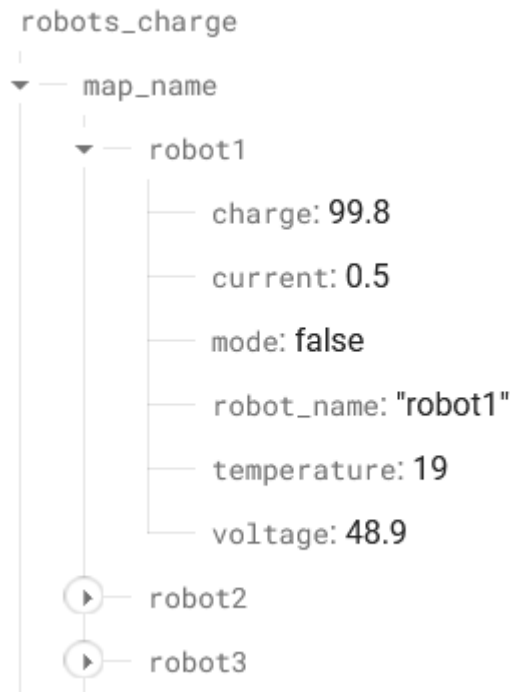 robots_charge
map_name
robot1
charge: 99.8
current: 0.5
mode: false
robot_name: "robot1"
temperature: 19
voltage: 48.9
robot2
robot3